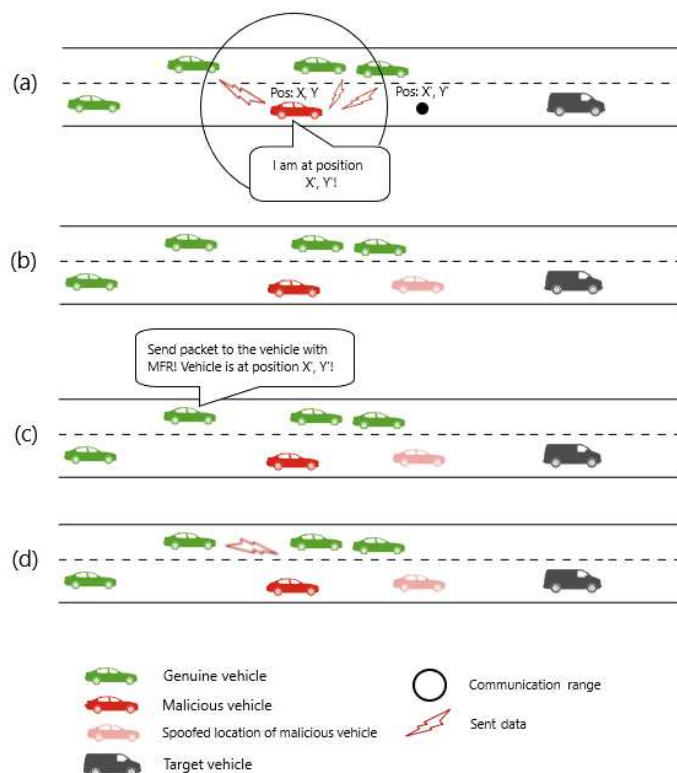 (a)
Pos: X, Y
Pos: X', Y'
I am at position
X', Y'!
(b)
Send packet to the vehicle with
MFR! Vehicle is at position X', Y'!
(c)
(d)
Genuine vehicle
Malicious vehicle
Spoofed location of malicious vehicle
Target vehicle
Communication range
Sent data